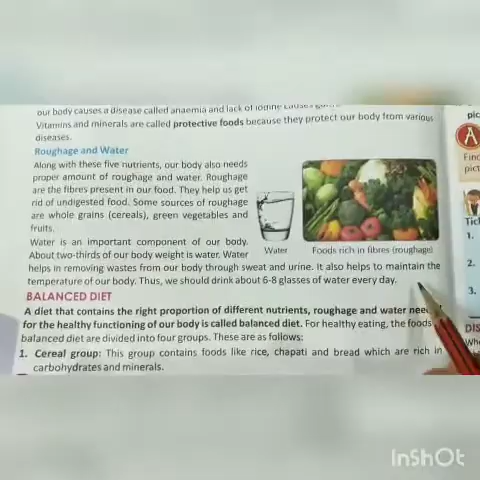 our body causes a disease called anaemia and lack of iodine causes
Vitamins and minerals are called protective foods because they protect our body from various
diseases.
Roughage and Water
Along with these five nutrients, our body also needs
proper amount of roughage and water. Roughage
are the fibres present in our food. They help us get
rid of undigested food. Some sources of roughage
are whole grains (cereals), green vegetables and
fruits.
Water is an important component of our body.
About two-thirds of our body weight is water. Water
helps in removing wastes from our body through sweat and urine. It also helps to maintain the
temperature of our body. Thus, we should drink about 6-8 glasses of water every day.
Water
Foods rich in fibres (roughage)
BALANCED DIET
A diet that contains the right proportion of different nutrients, roughage and water
for the healthy functioning of our body is called balanced diet. For healthy eating, the foods
balanced diet are divided into four groups. These are as follows:
1. Cereal group: This group contains foods like rice, chapati and bread which are rich in
carbohydrates and minerals.
pic
A
Find
pict
Tick
1.
2.
3.
DIS
InShOt